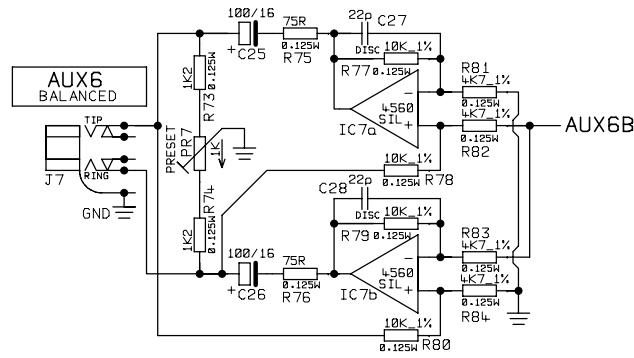 100/16
+
C25
75R
0.125W
R75
22p
C27
DISC
10K_1%
R77
0.125W
AUX6
BALANCED
1K2
0.125W
R73
R81
4K7_1%
0.125W
−
4560
SIL
+
IC7a
4K7_1%
0.125W
R82
AUX6B
TIP
RING
J7
GND
PRESET
PR7
1K
10K_1%
0.125W
R78
R74
0.125W
1K2
C28
22p
DISC
10K_1%
R79
0.125W
R83
4K7_1%
0.125W
−
4560
SIL
+
IC7b
4K7_1%
0.125W
R84
100/16
+
C26
75R
0.125W
R76
10K_1%
0.125W
R80